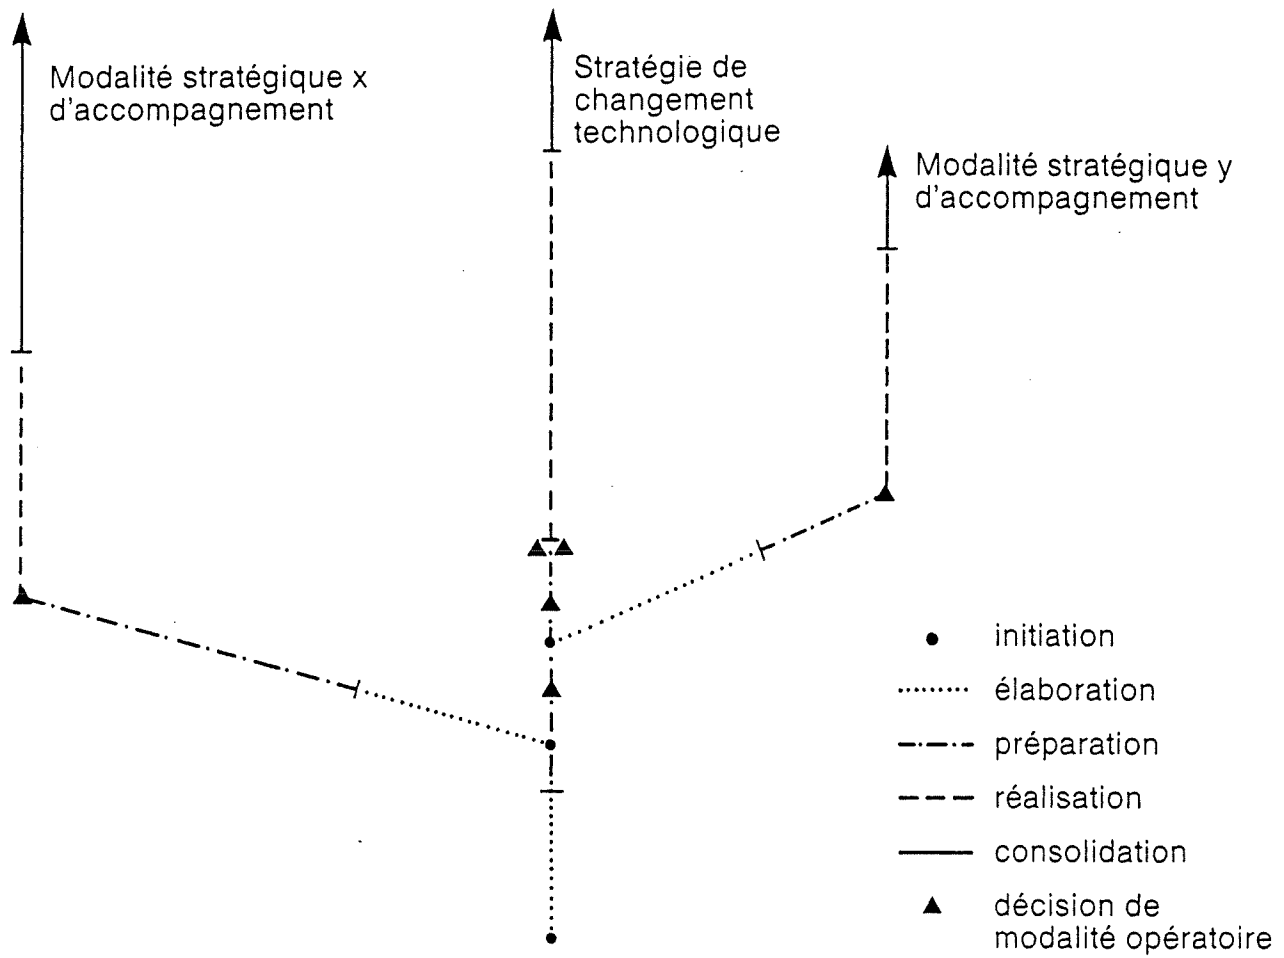 Modalité stratégique x
d'accompagnement
Stratégie de
changement
technologique
Modalité stratégique y
d'accompagnement
initiation
élaboration
préparation
réalisation
consolidation
décision de
modalité opératoire